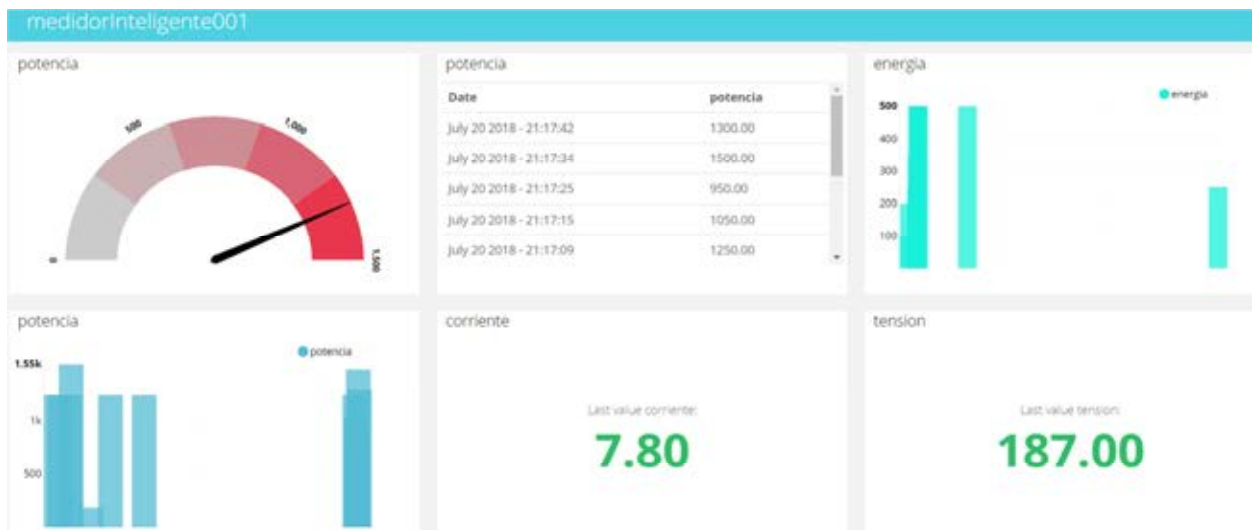 medidorInteligente001
potencia
0
500
1,000
1,500
potencia
Date potencia
July 20 2018 - 21:17:42 1300.00
July 20 2018 - 21:17:34 1500.00
July 20 2018 - 21:17:25 950.00
July 20 2018 - 21:17:15 1050.00
July 20 2018 - 21:17:09 1250.00
energia
energia
500
400
300
200
100
potencia
potencia
1.55k
1k
500
corriente
Last value corriente:
7.80
tension
Last value tension:
187.00